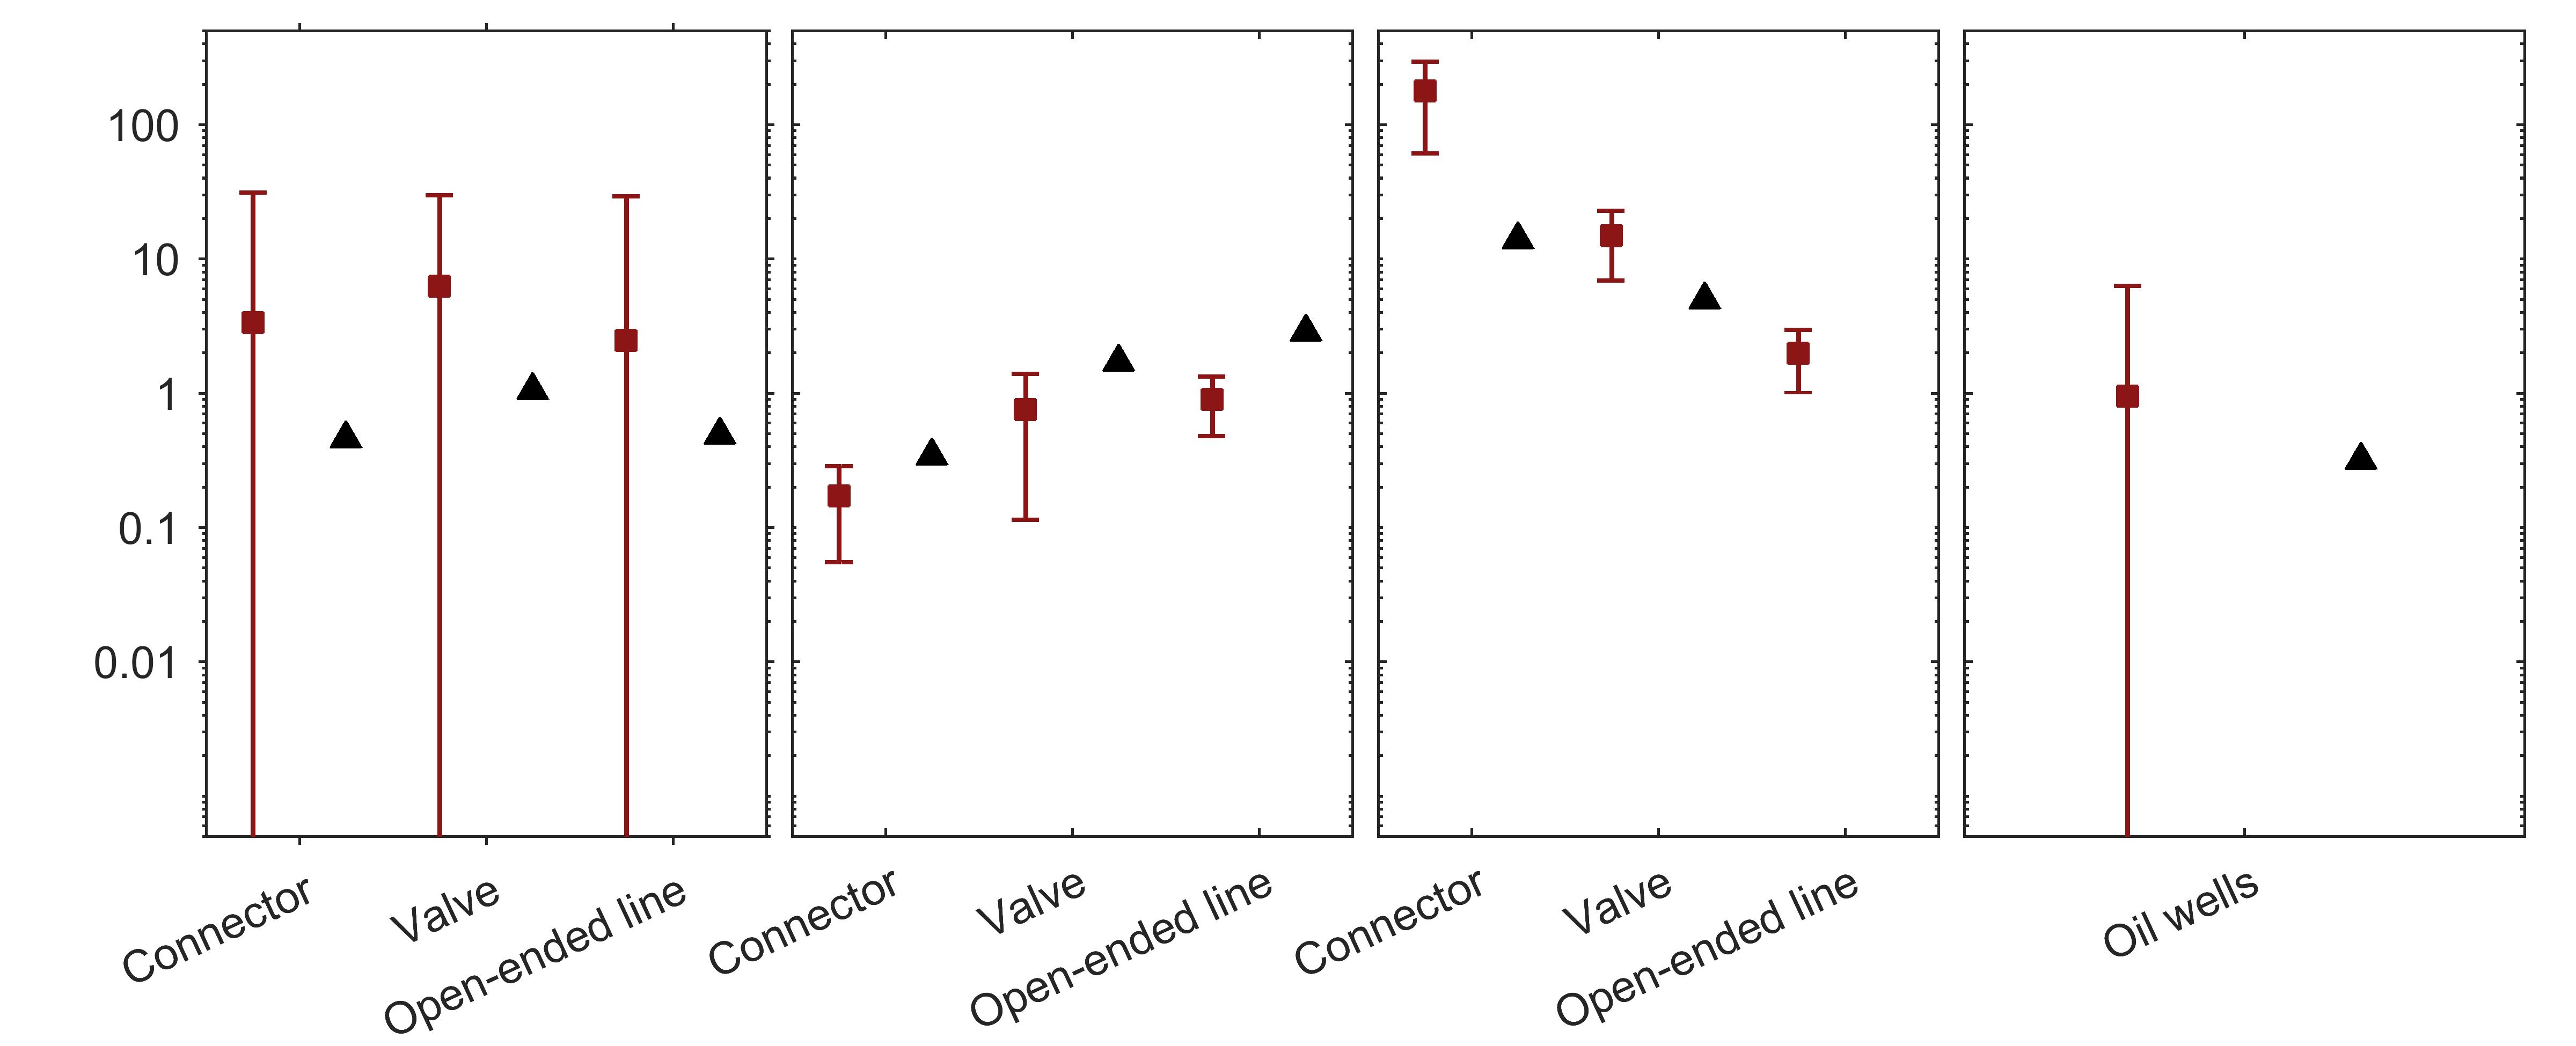 100
10
1
0.1
0.01
Connector
Valve
Open-ended line
Connector
Valve
Open-ended line
Connector
Valve
Open-ended line
Oil wells